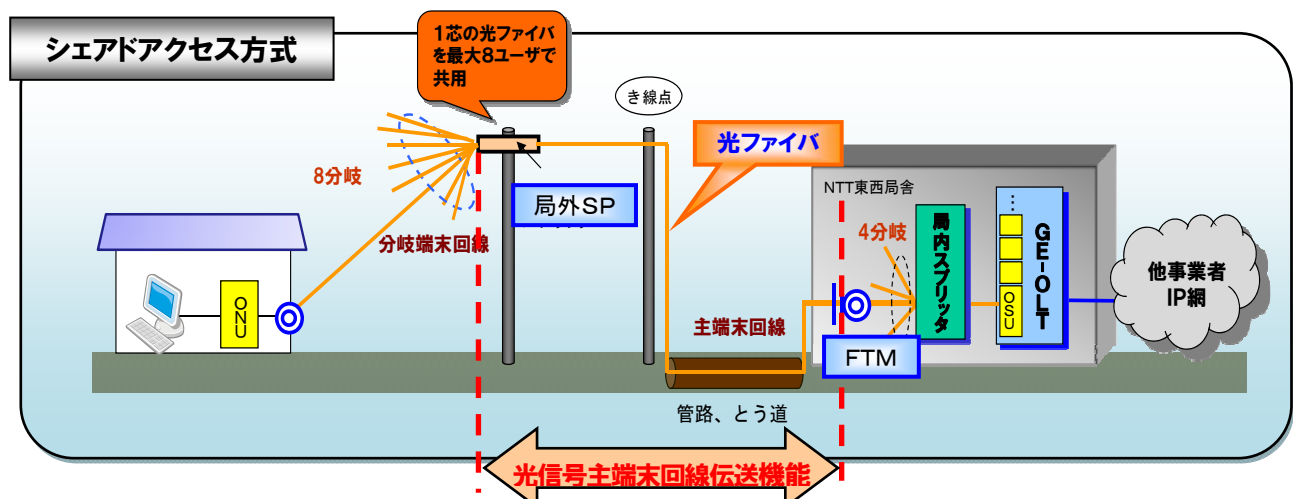 シェアドアクセス方式
1芯の光ファイバ
を最大8ユーザで
共用
き線点
光ファイバ
8分岐
局外SP
NTT東西局舎
分岐端末回線
4分岐
局内スプリッタ
…
GE-OLT
OSU
他事業者
IP網
ONU
主端末回線
FTM
管路、とう道
光信号主端末回線伝送機能